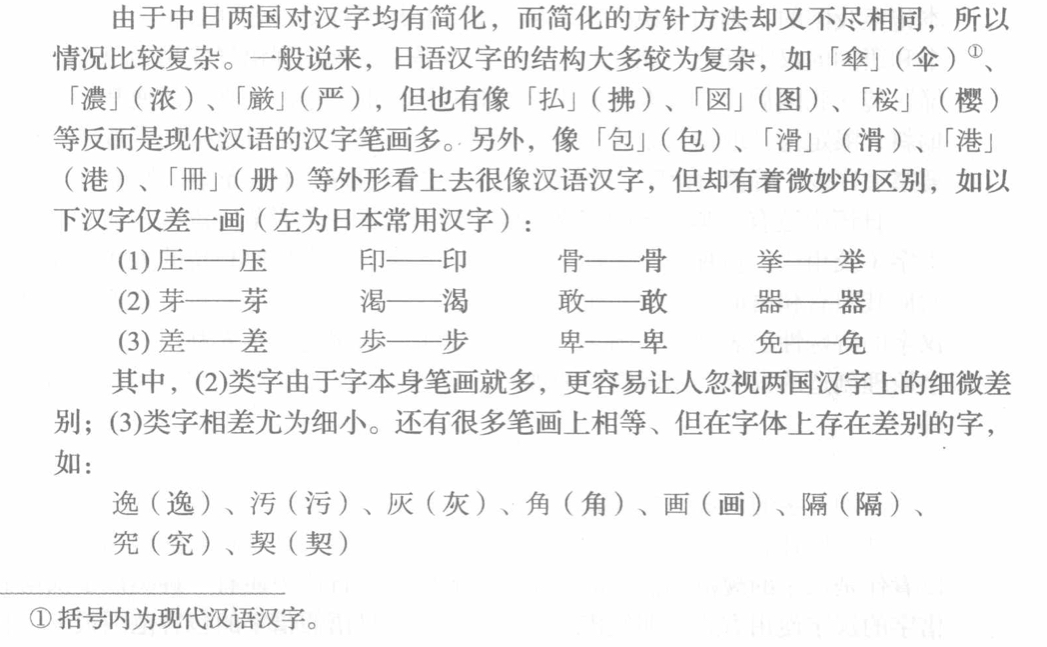 由于中日两国对汉字均有简化，而简化的方针方法却又不尽相同，所以
情况比较复杂。一般说来，日语汉字的结构大多较为复杂，如「傘」（伞）①、
「濃」（浓）、「厳」（严），但也有像「払」（拂）、「図」（图）、「桜」（樱）
等反而是现代汉语的汉字笔画多。另外，像「包」（包）、「滑」（滑）、「港」
（港）、「冊」（册）等外形看上去很像汉语汉字，但却有着微妙的区别，如以
下汉字仅差一画（左为日本常用汉字）：
(1) 圧——压 印——印 骨——骨 挙——举
(2) 芽——芽 渇——渴 敢——敢 器——器
(3) 差——差 歩——步 卑——卑 免——免
其中，(2)类字由于字本身笔画就多，更容易让人忽视两国汉字上的细微差
别；(3)类字相差尤为细小。还有很多笔画上相等、但在字体上存在差别的字，
如：
逸（逸）、汚（污）、灰（灰）、角（角）、画（画）、隔（隔）、
究（究）、契（契）
① 括号内为现代汉语汉字。